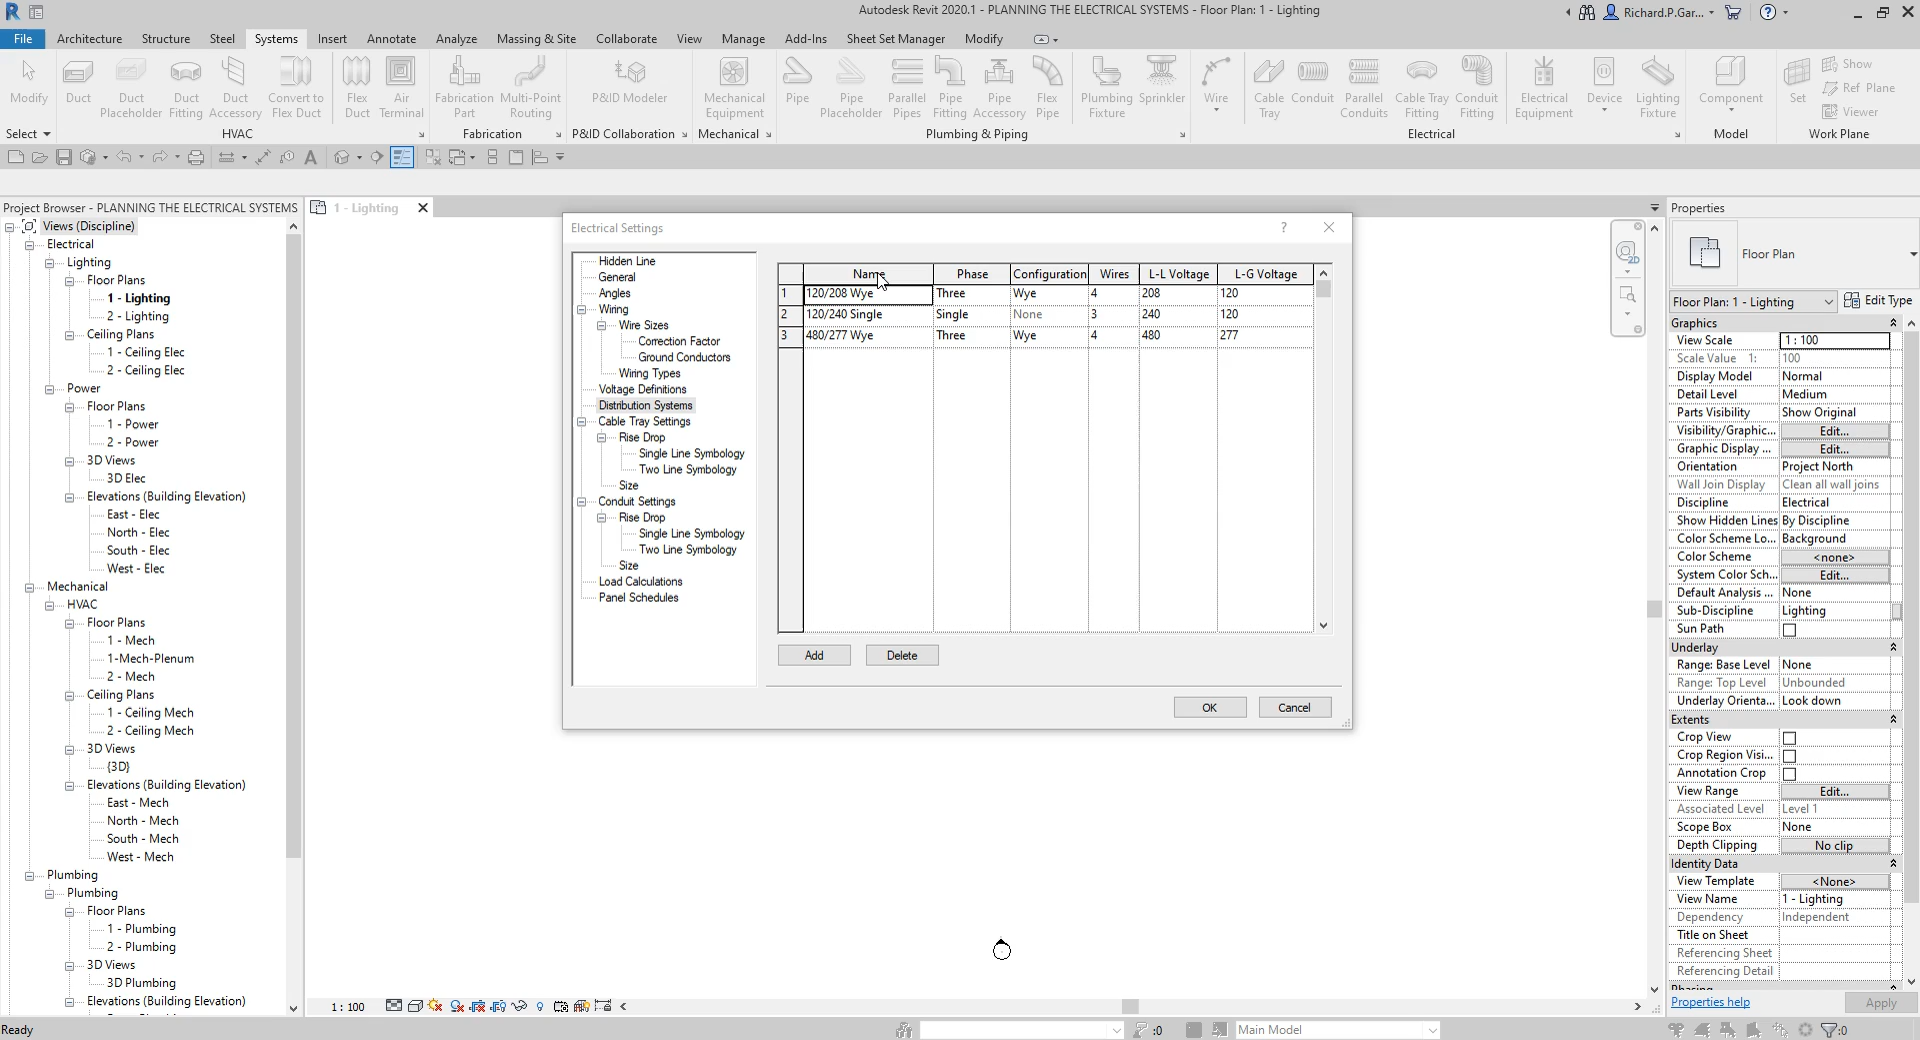 Autodesk Revit 2020.1 - PLANNING THE ELECTRICAL SYSTEMS - Floor Plan: 1 - Lighting
Richard.P.Gar...
File Architecture Structure Steel Systems Insert Annotate Analyze Massing & Site Collaborate View Manage Add-Ins Sheet Set Manager Modify
Modify
Duct
Duct Placeholder
Duct Fitting
Duct Accessory
Convert to Flex Duct
Flex Duct
Air Terminal
Fabrication Part
Multi-Point Routing
P&ID Modeler
Mechanical Equipment
Pipe
Pipe Placeholder
Parallel Pipes
Pipe Fitting
Pipe Accessory
Flex Pipe
Plumbing Fixture
Sprinkler
Wire
Cable Tray
Conduit
Parallel Conduits
Cable Tray Fitting
Conduit Fitting
Electrical Equipment
Device
Lighting Fixture
Component
Set
Show
Ref Plane
Viewer
Select HVAC Fabrication P&ID Collaboration Mechanical Plumbing & Piping Electrical Model Work Plane
Project Browser - PLANNING THE ELECTRICAL SYSTEMS
Views (Discipline)
Electrical
Lighting
Floor Plans
1 - Lighting
2 - Lighting
Ceiling Plans
1 - Ceiling Elec
2 - Ceiling Elec
Power
Floor Plans
1 - Power
2 - Power
3D Views
3D Elec
Elevations (Building Elevation)
East - Elec
North - Elec
South - Elec
West - Elec
Mechanical
HVAC
Floor Plans
1 - Mech
1-Mech-Plenum
2 - Mech
Ceiling Plans
1 - Ceiling Mech
2 - Ceiling Mech
3D Views
{3D}
Elevations (Building Elevation)
East - Mech
North - Mech
South - Mech
West - Mech
Plumbing
Plumbing
Floor Plans
1 - Plumbing
2 - Plumbing
3D Views
3D Plumbing
Elevations (Building Elevation)
1 - Lighting
Electrical Settings
Hidden Line
General
Angles
Wiring
Wire Sizes
Correction Factor
Ground Conductors
Wiring Types
Voltage Definitions
Distribution Systems
Cable Tray Settings
Rise Drop
Single Line Symbology
Two Line Symbology
Size
Conduit Settings
Rise Drop
Single Line Symbology
Two Line Symbology
Size
Load Calculations
Panel Schedules
Name Phase Configuration Wires L-L Voltage L-G Voltage
1 120/208 Wye Three Wye 4 208 120
2 120/240 Single Single None 3 240 120
3 480/277 Wye Three Wye 4 480 277
Add Delete
OK Cancel
2D
Properties
Floor Plan
Floor Plan: 1 - Lighting Edit Type
Graphics
View Scale 1 : 100
Scale Value 1: 100
Display Model Normal
Detail Level Medium
Parts Visibility Show Original
Visibility/Graphic... Edit...
Graphic Display ... Edit...
Orientation Project North
Wall Join Display Clean all wall joins
Discipline Electrical
Show Hidden Lines By Discipline
Color Scheme Lo... Background
Color Scheme <none>
System Color Sch... Edit...
Default Analysis ... None
Sub-Discipline Lighting
Sun Path
Underlay
Range: Base Level None
Range: Top Level Unbounded
Underlay Orienta... Look down
Extents
Crop View
Crop Region Visi...
Annotation Crop
View Range Edit...
Associated Level Level 1
Scope Box None
Depth Clipping No clip
Identity Data
View Template <None>
View Name 1 - Lighting
Dependency Independent
Title on Sheet
Referencing Sheet
Referencing Detail
Phasing
Properties help Apply
1 : 100
Ready
:0
Main Model
:0